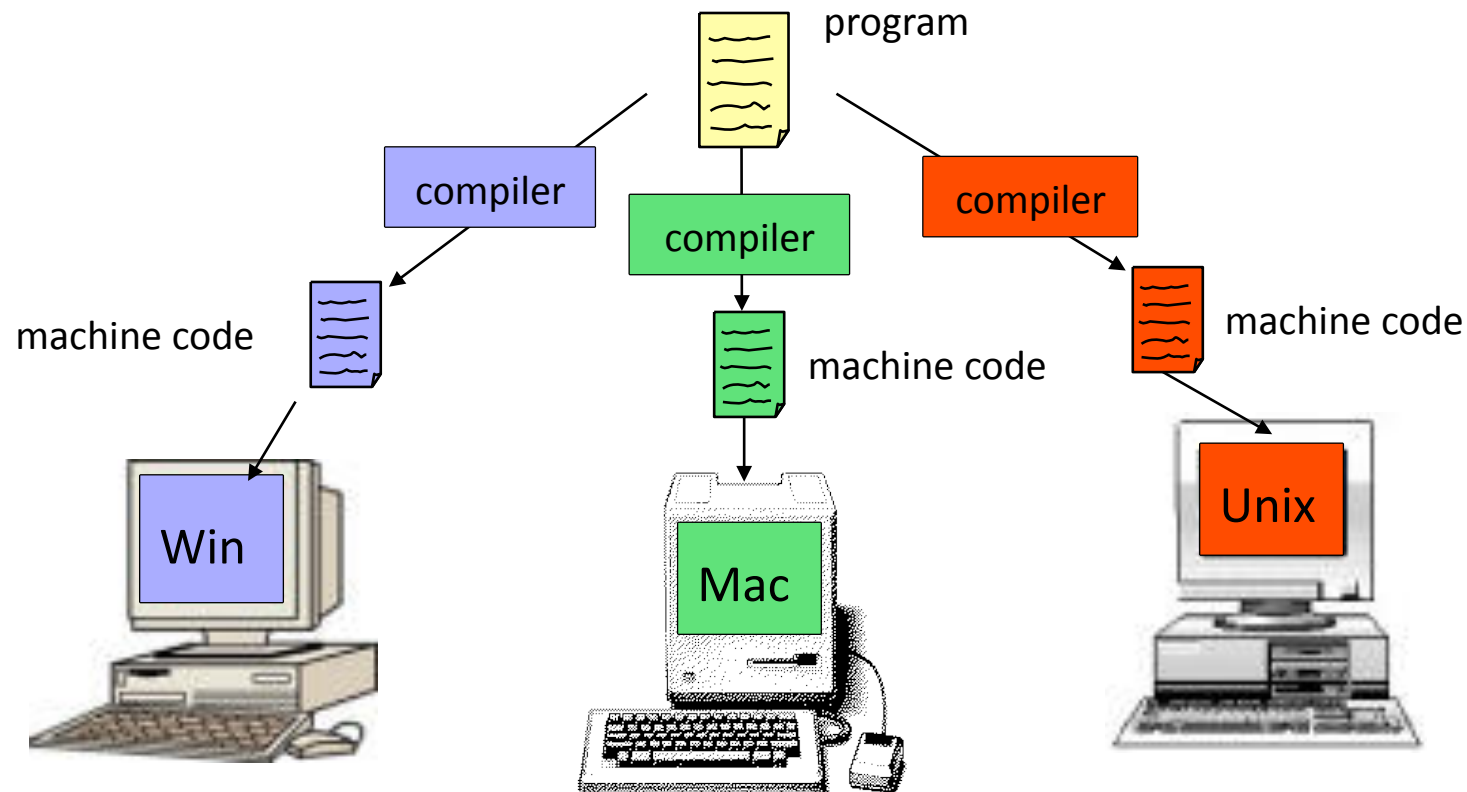 program
compiler
compiler
compiler
machine code
machine code
machine code
Win
Mac
Unix